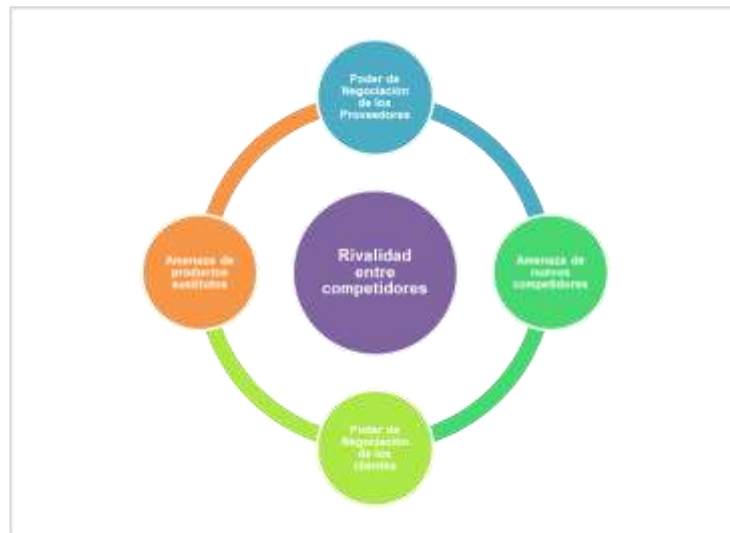 Poder de
Negociación
de los
Proveedores
Amenaza de
productos
sustitutos
Rivalidad
entre
competidores
Amenaza de
nuevos
competidores
Poder de
Negociación
de los
clientes